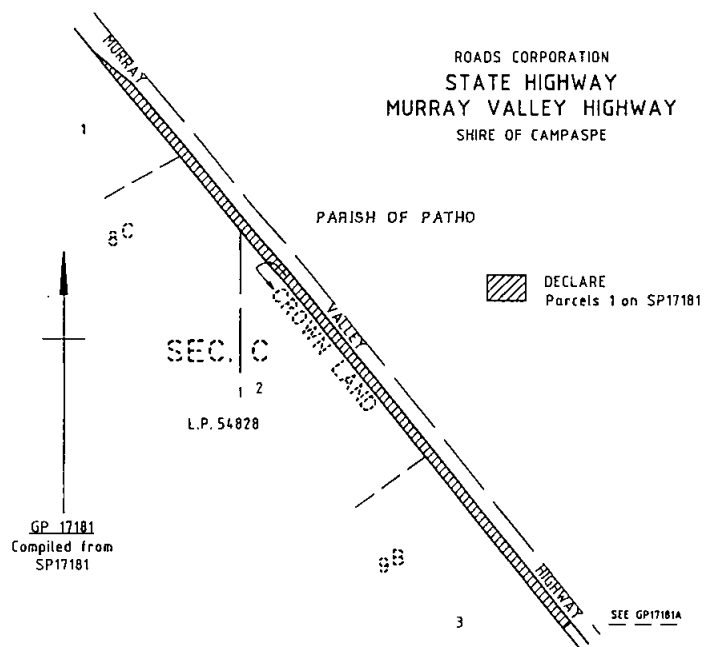 ROADS CORPORATION
STATE HIGHWAY
MURRAY VALLEY HIGHWAY
SHIRE OF CAMPASPE
MURRAY
1
PARISH OF PATHO
8C
DECLARE
Parcels 1 on SP17181
VALLEY
CROWN LAND
SEC. C
1 2
L.P. 54828
GP 17181
Compiled from
SP17181
9B
HIGHWAY
SEE GP17181A
3